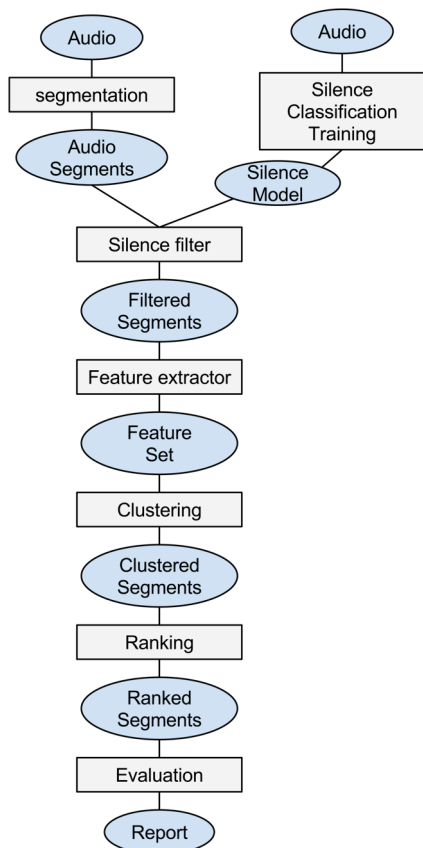 Audio
segmentation
Audio
Segments
Audio
Silence
Classification
Training
Silence
Model
Silence filter
Filtered
Segments
Feature extractor
Feature
Set
Clustering
Clustered
Segments
Ranking
Ranked
Segments
Evaluation
Report